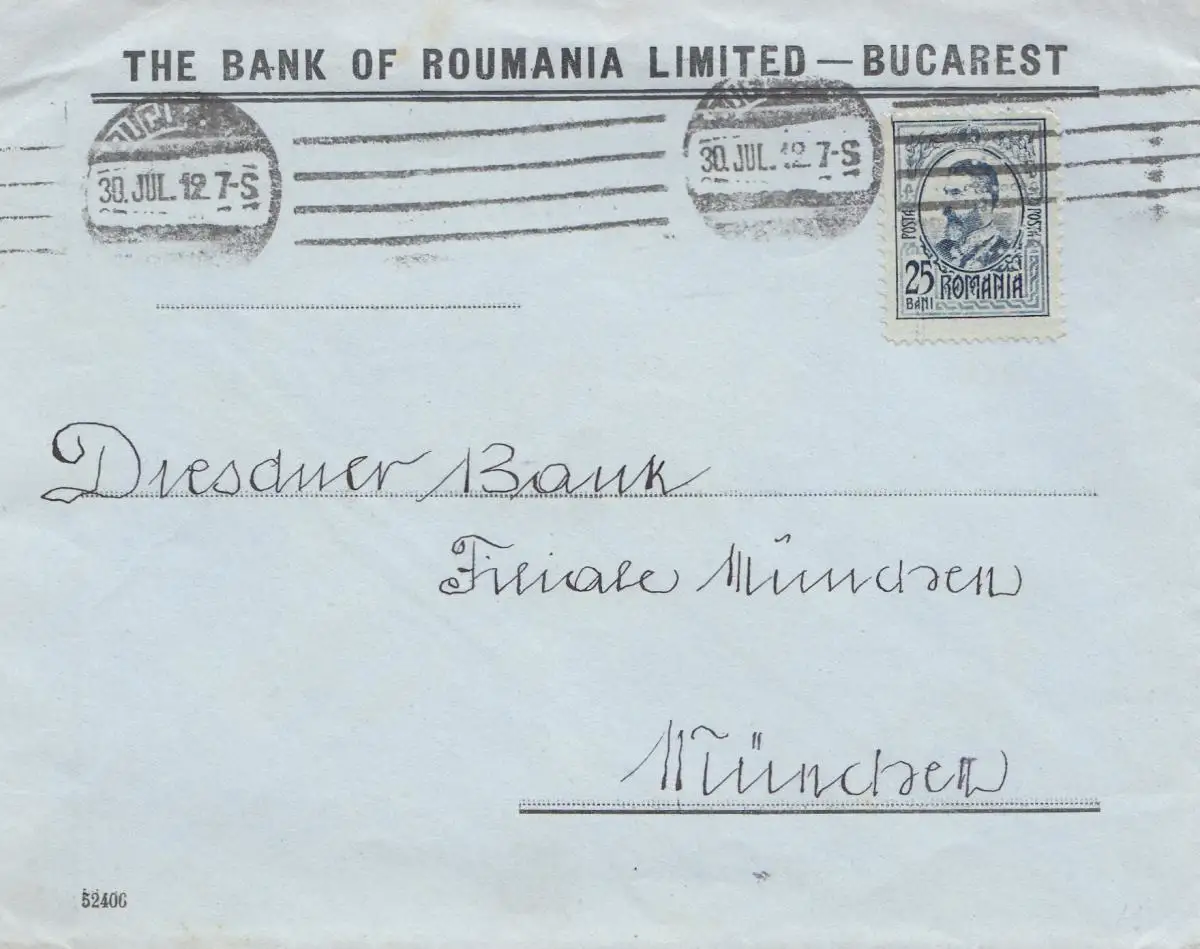 THE BANK OF ROUMANIA LIMITED — BUCAREST
30. JUL. 12. 7-S
30. JUL. 12. 7-S
POSTA POSTA
25 BANI ROMANIA
Dresdner Bank
Filiale München
München
52406